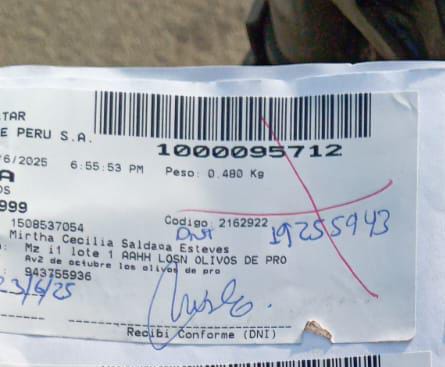 TAR
E PERU S.A.
1000095712
/6/2025 6:55:53 PM Peso: 0.480 Kg
A
OS
999
1508537054 Codigo: 2162922
Dni 19255943
Mirtha Cecilia Saldaña Esteves
: Mz i1 lote 1 AAHH LOSN OLIVOS DE PRO
Av2 de octubre los olivos de pro
: 943755936
23/6/25
Recibi Conforme (DNI)